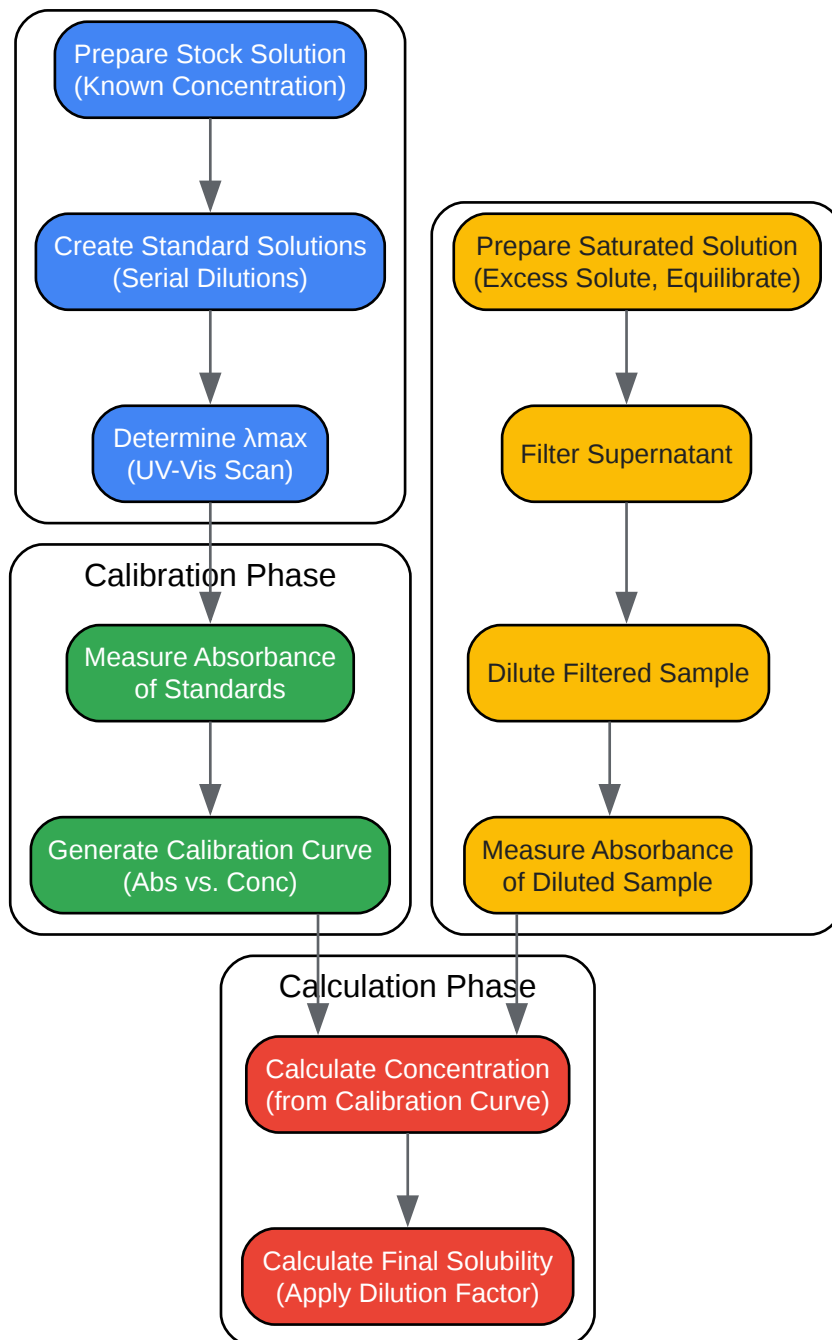 Prepare Stock Solution
(Known Concentration)
Create Standard Solutions
(Serial Dilutions)
Determine λmax
(UV-Vis Scan)
Calibration Phase
Measure Absorbance
of Standards
Generate Calibration Curve
(Abs vs. Conc)
Prepare Saturated Solution
(Excess Solute, Equilibrate)
Filter Supernatant
Dilute Filtered Sample
Measure Absorbance
of Diluted Sample
Calculation Phase
Calculate Concentration
(from Calibration Curve)
Calculate Final Solubility
(Apply Dilution Factor)